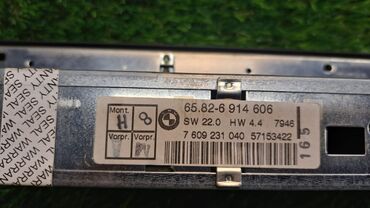 Mont.
H
8
Vorpr.
Vorpr.
65.82-6 914 606
SW 22.0 HW 4.4 7946
7 609 231 040 57153422
165
WARRANTY SEAL